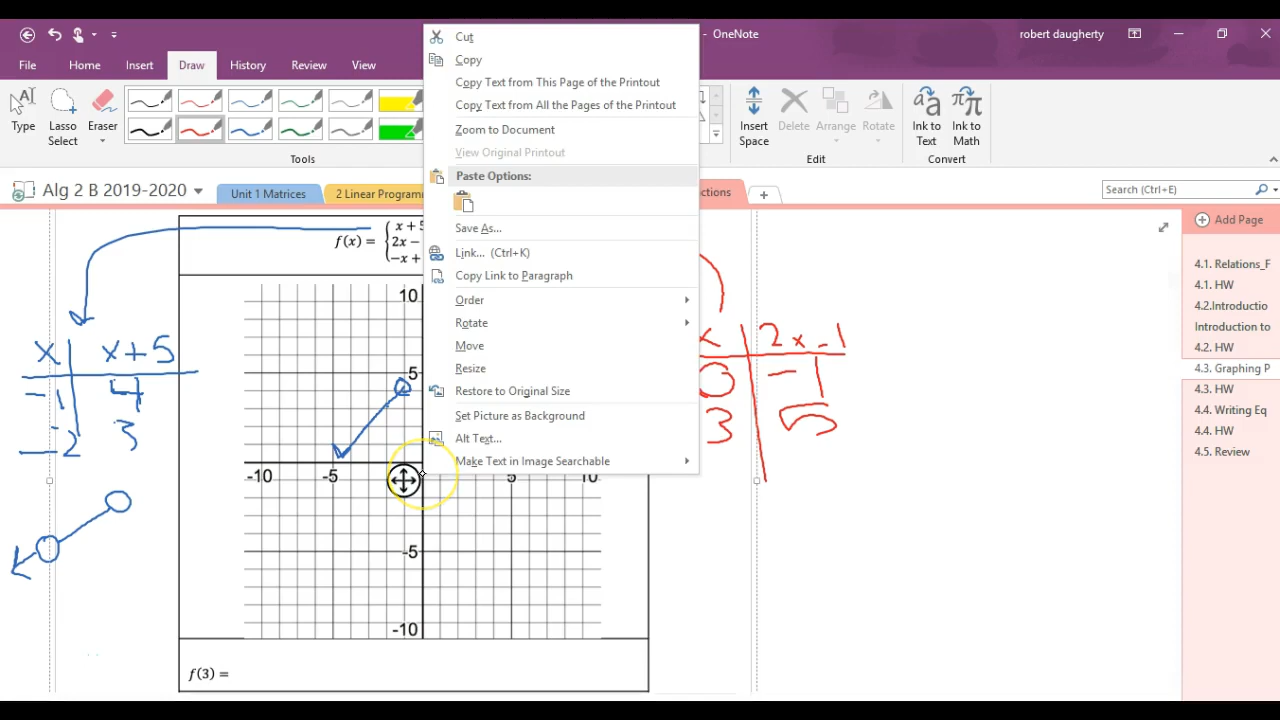 - OneNote
robert daugherty
File Home Insert Draw History Review View
Type
Lasso Select
Eraser
Tools
Insert Space
Delete
Arrange
Rotate
Edit
Ink to Text
Ink to Math
Convert
Alg 2 B 2019-2020
Unit 1 Matrices
2 Linear Programm
ctions
Search (Ctrl+E)
Cut
Copy
Copy Text from This Page of the Printout
Copy Text from All the Pages of the Printout
Zoom to Document
View Original Printout
Paste Options:
Save As...
Link... (Ctrl+K)
Copy Link to Paragraph
Order
Rotate
Move
Resize
Restore to Original Size
Set Picture as Background
Alt Text...
Make Text in Image Searchable
Add Page
4.1. Relations_F
4.1. HW
4.2.Introductio
Introduction to
4.2. HW
4.3. Graphing P
4.3. HW
4.4. Writing Eq
4.4. HW
4.5. Review
f(x) = { x + 5
2x −
−x +
x x+5
-1 4
-2 3
x 2x-1
0 -1
3 5
10
5
-10 -5 5 10
-5
-10
f(3) =